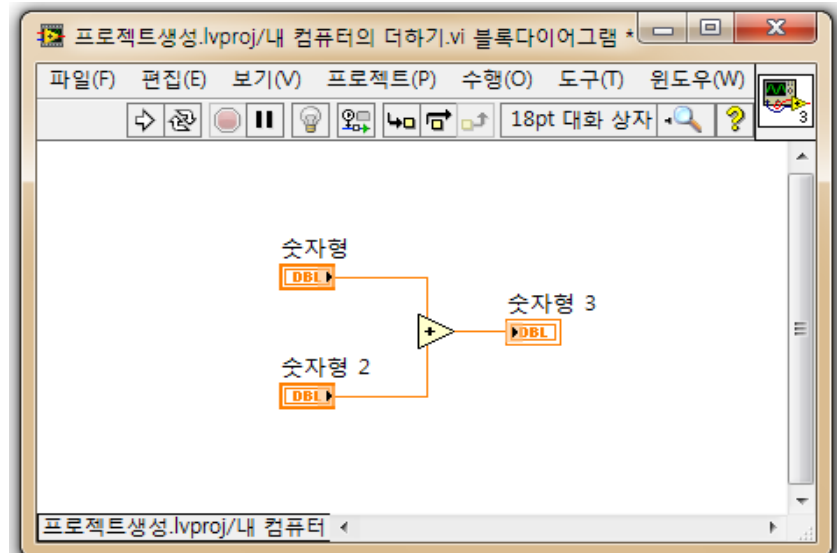 프로젝트생성.lvproj/내 컴퓨터의 더하기.vi 블록다이어그램 *
파일(F) 편집(E) 보기(V) 프로젝트(P) 수행(O) 도구(T) 윈도우(W)
18pt 대화 상자
3
숫자형
DBL
숫자형 3
DBL
+
숫자형 2
DBL
프로젝트생성.lvproj/내 컴퓨터